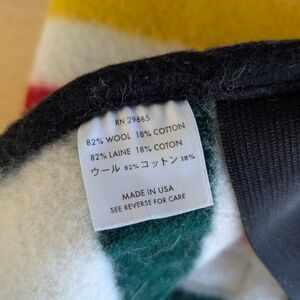 RN 29685
82% WOOL 18% COTTON
82% LAINE 18% COTON
ウール 82% コットン 18%
MADE IN USA
SEE REVERSE FOR CARE